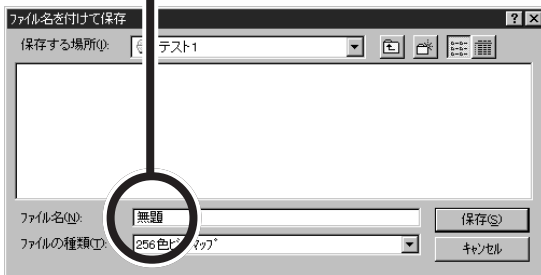 ファイル名を付けて保存
保存する場所(I): テスト1
ファイル名(N): 無題 保存(S)
ファイルの種類(T): 256色ビットマップ キャンセル